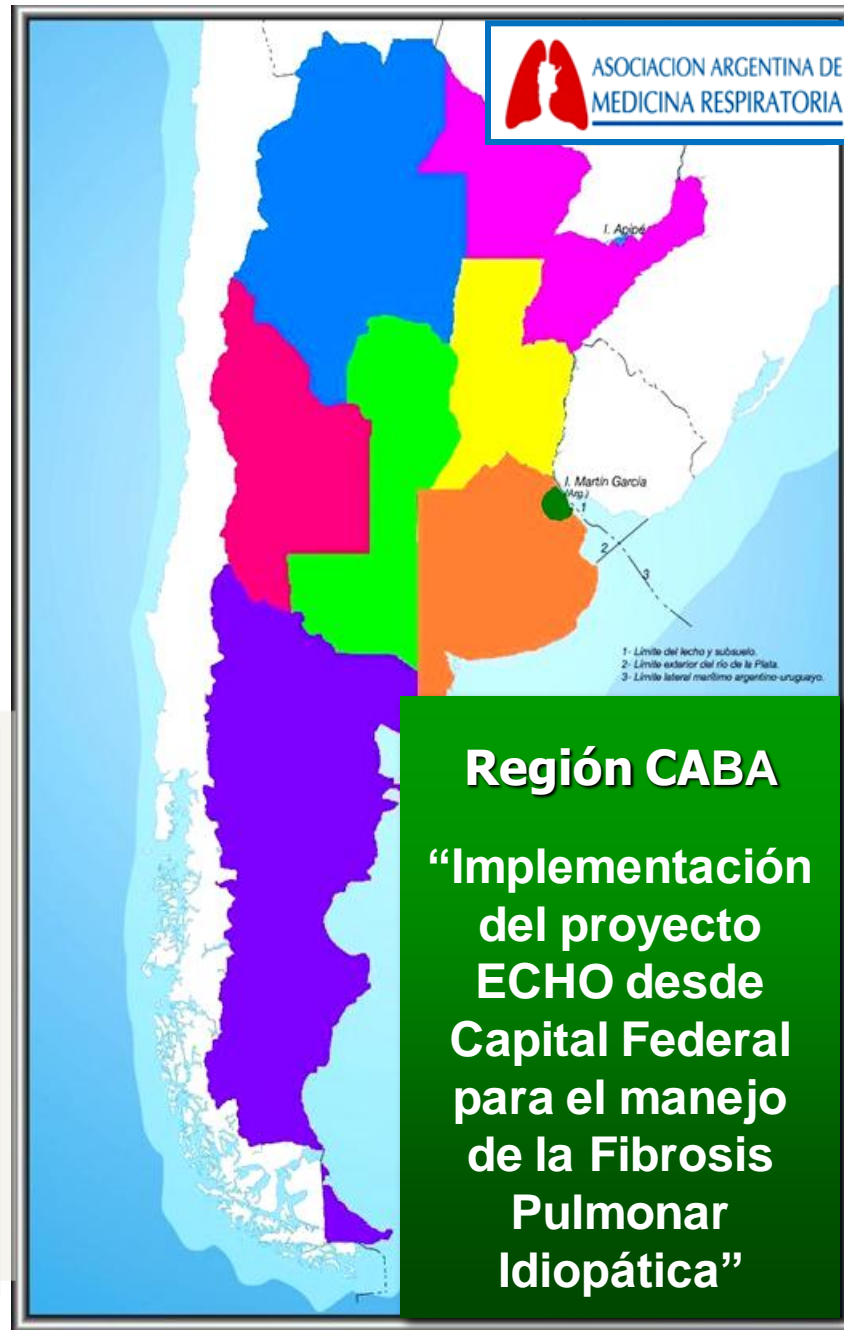 ASOCIACION ARGENTINA DE
MEDICINA RESPIRATORIA
I. Apipé
I. Martín García
(Arg.)
1
2
3
1- Límite del lecho y subsuelo.
2- Límite exterior del río de la Plata.
3- Límite lateral marítimo argentino-uruguayo.
Región CABA
“Implementación
del proyecto
ECHO desde
Capital Federal
para el manejo
de la Fibrosis
Pulmonar
Idiopática”